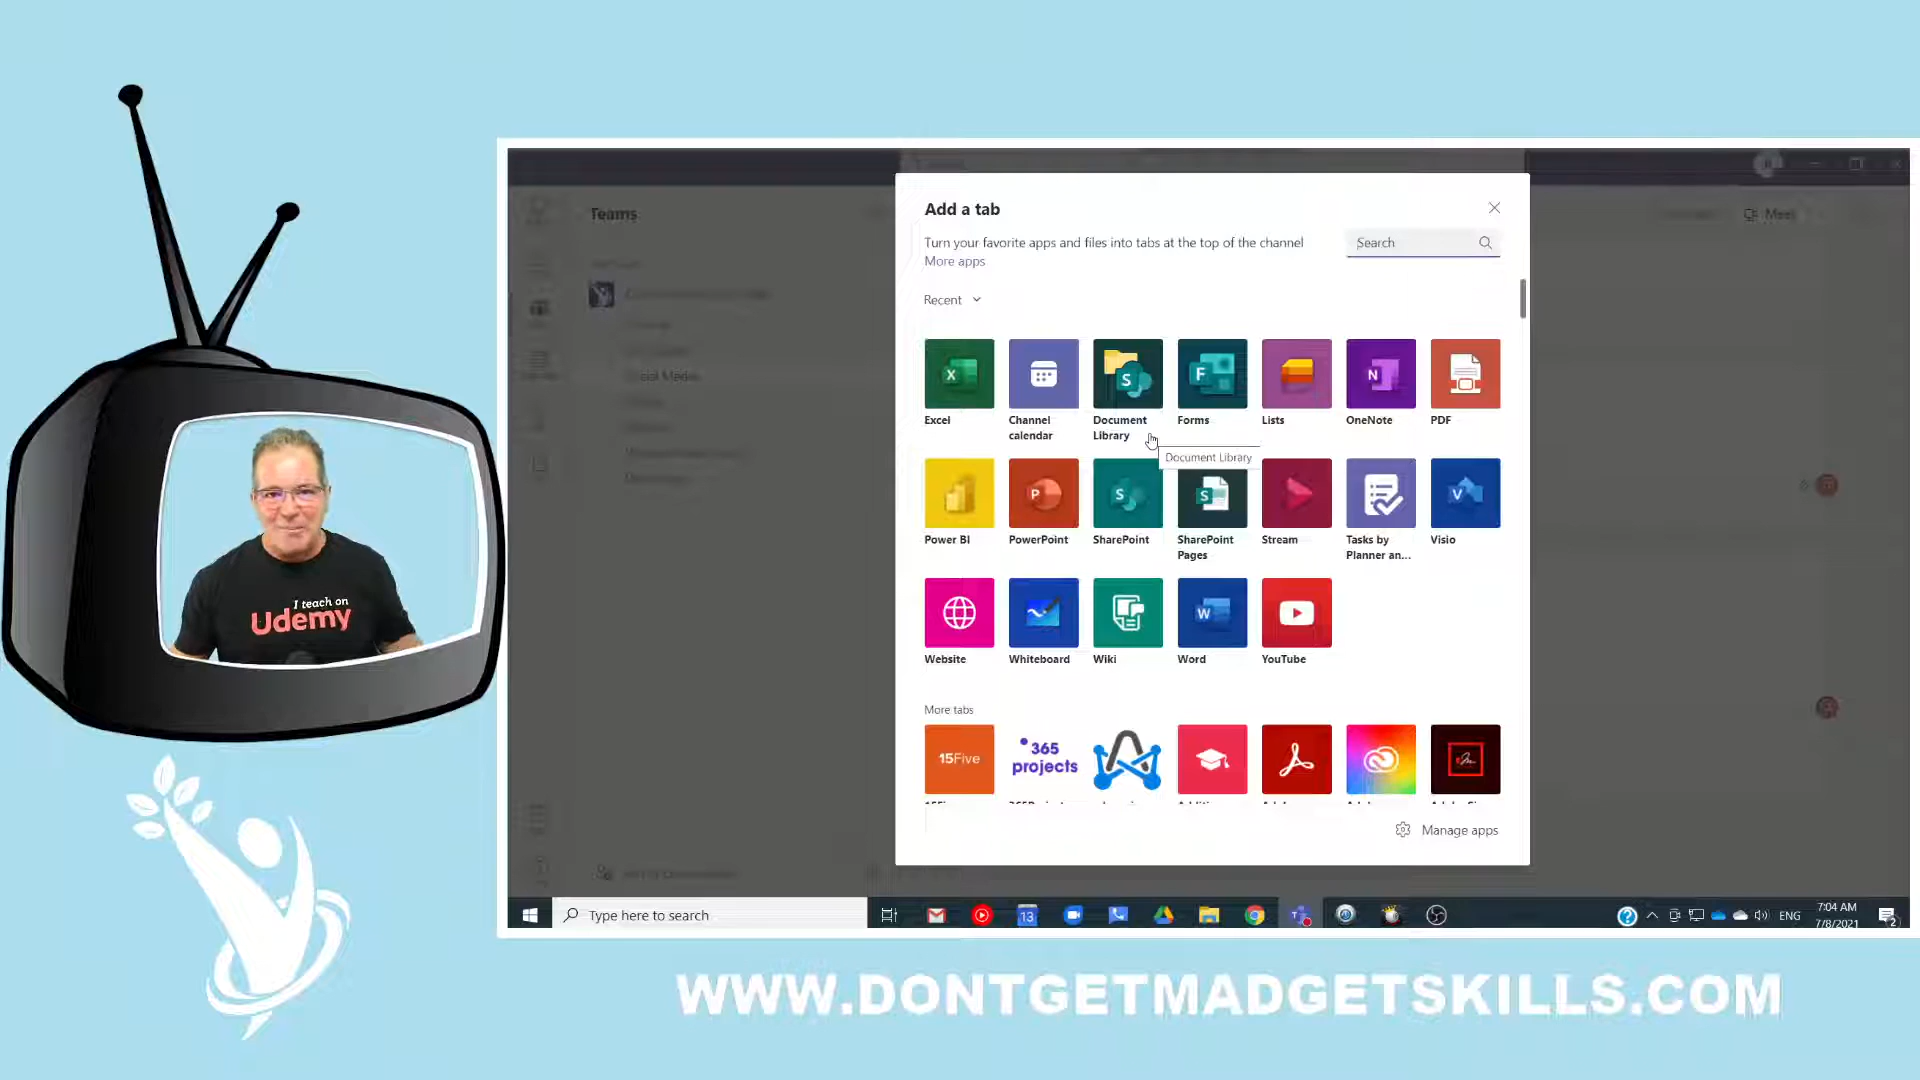 Teams
Meet
Add a tab
Turn your favorite apps and files into tabs at the top of the channel
More apps
Search
Recent
Excel
Channel calendar
Document Library
Forms
Lists
OneNote
PDF
Document Library
Power BI
PowerPoint
SharePoint
SharePoint Pages
Stream
Tasks by Planner an...
Visio
Website
Whiteboard
Wiki
Word
YouTube
More tabs
15Five
365 projects
Manage apps
I teach on
Udemy
Type here to search
13
ENG
7:04 AM
7/8/2021
2
WWW.DONTGETMADGETSKILLS.COM